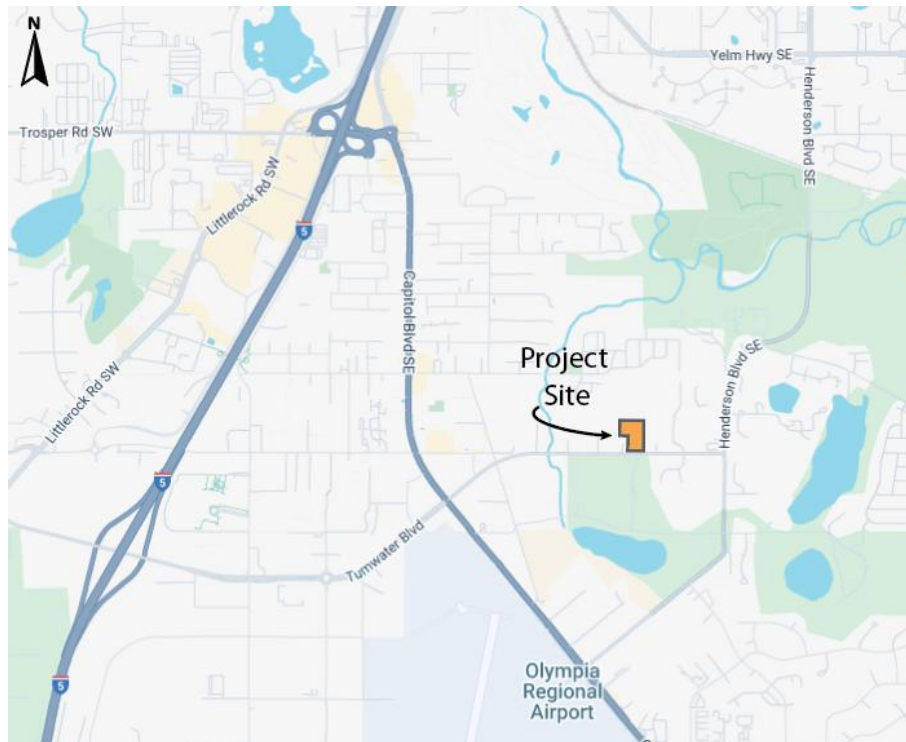 N
Yelm Hwy SE
Henderson Blvd SE
Trosper Rd SW
Littlerock Rd SW
5
Capitol Blvd SE
Project
Site
Henderson Blvd SE
Littlerock Rd SW
5
Tumwater Blvd
Olympia
Regional
Airport
5